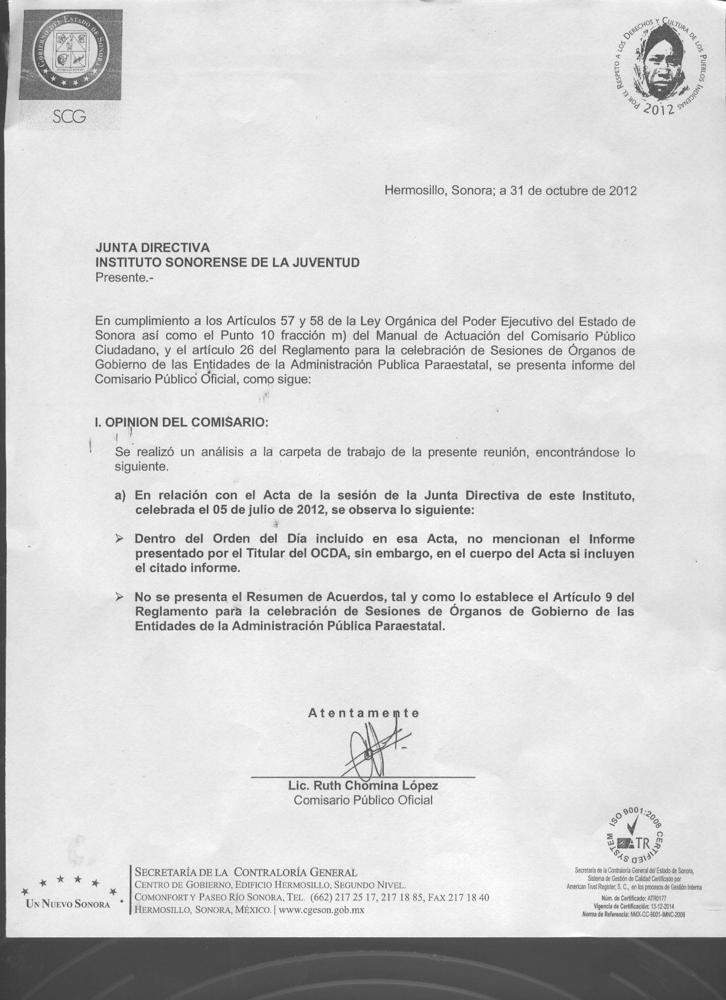 GOBIERNO DEL ESTADO DE SONORA
ESTADO DE SONORA
SCG
POR EL RESPETO A LOS DERECHOS Y CULTURA DE LOS PUEBLOS INDÍGENAS
2012
Hermosillo, Sonora; a 31 de octubre de 2012
JUNTA DIRECTIVA
INSTITUTO SONORENSE DE LA JUVENTUD
Presente.-
En cumplimiento a los Artículos 57 y 58 de la Ley Orgánica del Poder Ejecutivo del Estado de
Sonora así como el Punto 10 fracción m) del Manual de Actuación del Comisario Público
Ciudadano, y el artículo 26 del Reglamento para la celebración de Sesiones de Órganos de
Gobierno de las Entidades de la Administración Publica Paraestatal, se presenta informe del
Comisario Público Oficial, como sigue:
I. OPINION DEL COMISARIO:
Se realizó un análisis a la carpeta de trabajo de la presente reunión, encontrándose lo
siguiente.
a) En relación con el Acta de la sesión de la Junta Directiva de este Instituto,
celebrada el 05 de julio de 2012, se observa lo siguiente:
➢ Dentro del Orden del Día incluido en esa Acta, no mencionan el Informe
presentado por el Titular del OCDA, sin embargo, en el cuerpo del Acta si incluyen
el citado informe.
➢ No se presenta el Resumen de Acuerdos, tal y como lo establece el Artículo 9 del
Reglamento para la celebración de Sesiones de Órganos de Gobierno de las
Entidades de la Administración Pública Paraestatal.
Atentamente
Lic. Ruth Chomina López
Comisario Público Oficial
ISO 9001:2008 CERTIFIED SYSTEM
ATR
UN NUEVO SONORA
SECRETARÍA DE LA CONTRALORÍA GENERAL
CENTRO DE GOBIERNO, EDIFICIO HERMOSILLO, SEGUNDO NIVEL.
COMONFORT Y PASEO RÍO SONORA, TEL. (662) 217 25 17, 217 18 85, FAX 217 18 40
HERMOSILLO, SONORA, MÉXICO. | www.cgeson.gob.mx
Secretaria de la Contraloría General del Estado de Sonora,
Sistema de Gestión de Calidad Certificado por
American Trust Register, S. C., en los procesos de Gestión Interna
Núm. de Certificado: ATR0177
Vigencia de Certificación: 13-12-2014
Norma de Referencia: NMX-CC-9001-IMNC-2008